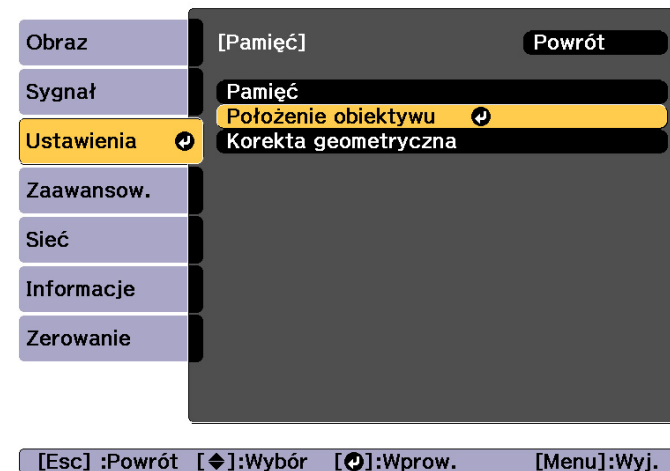 Obraz
Sygnał
Ustawienia
Zaawansow.
Sieć
Informacje
Zerowanie
[Pamięć] Powrót
Pamięć
Położenie obiektywu
Korekta geometryczna
[Esc] :Powrót [◆]:Wybór [↵]:Wprow. [Menu]:Wyj.